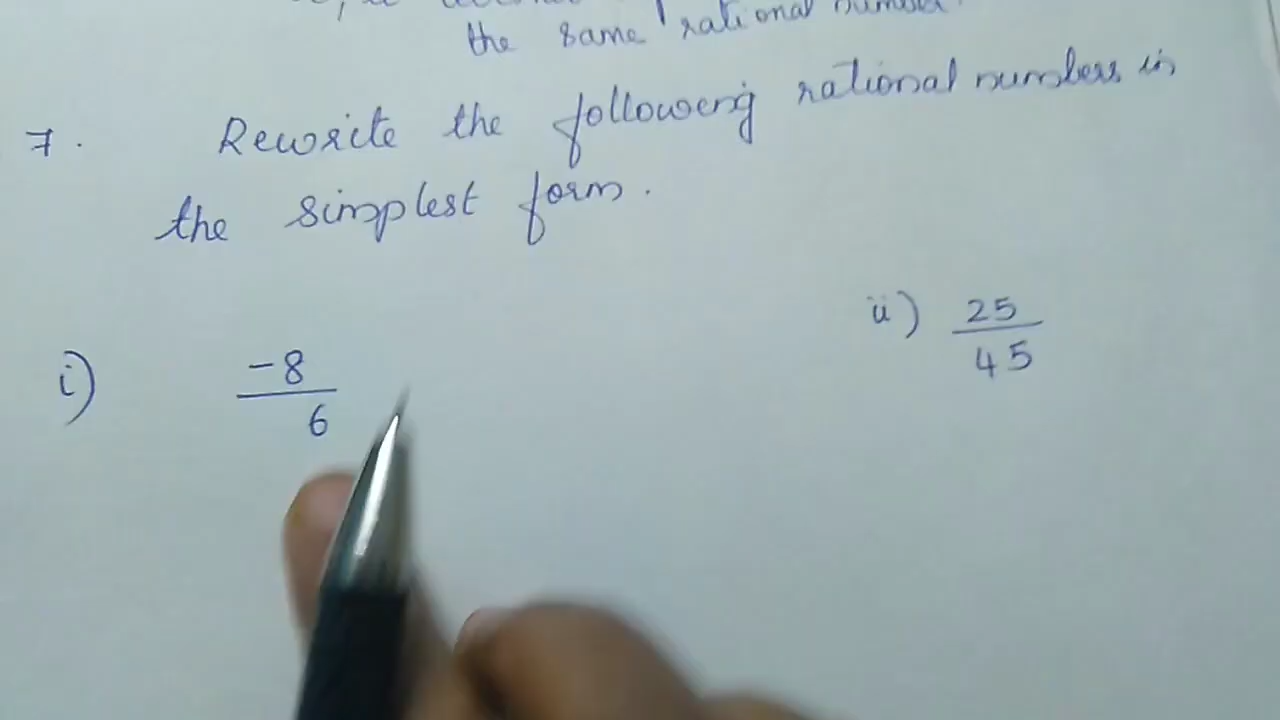 the same rational number.
7. Rewrite the following rational numbers in
the simplest form.
i) -8/6
ii) 25/45